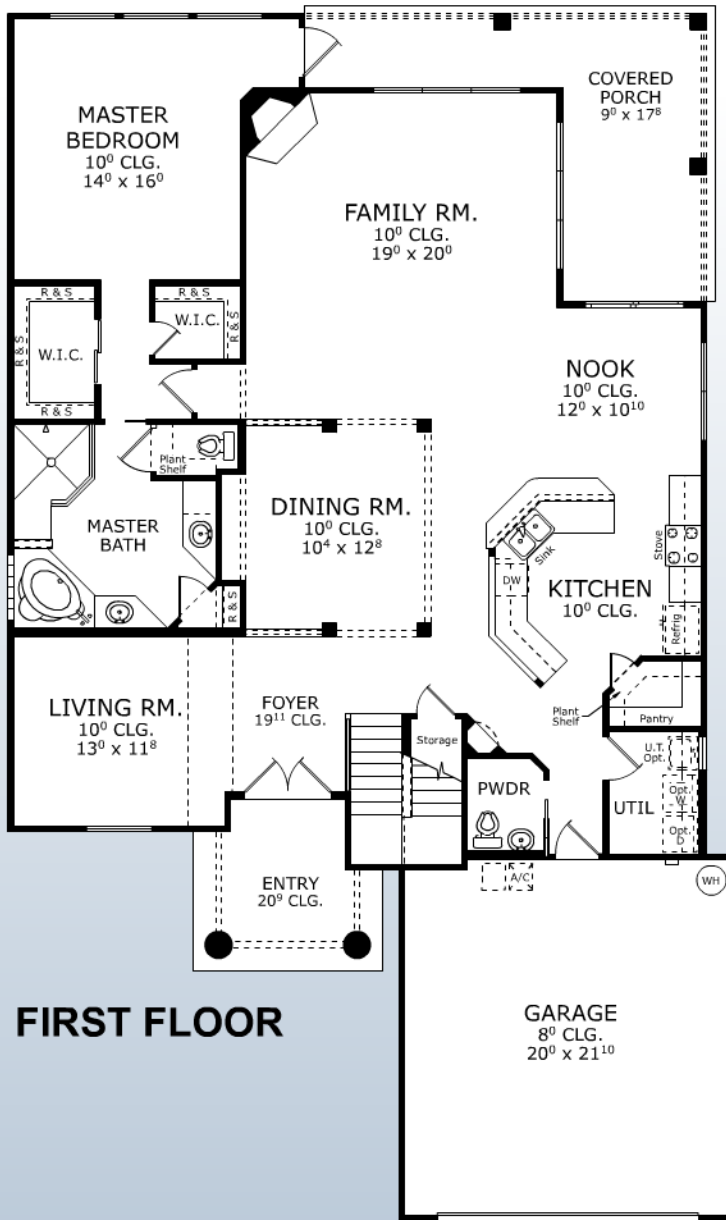 MASTER
BEDROOM
10⁰ CLG.
14⁰ x 16⁰
COVERED
PORCH
9⁰ x 17⁸
FAMILY RM.
10⁰ CLG.
19⁰ x 20⁰
R & S
R & S
W.I.C.
R & S
R & S
W.I.C.
R & S
NOOK
10⁰ CLG.
12⁰ x 10¹⁰
Plant
Shelf
MASTER
BATH
R & S
DINING RM.
10⁰ CLG.
10⁴ x 12⁸
Sink
DW
Stove
KITCHEN
10⁰ CLG.
Refrig
Plant
Shelf
Pantry
LIVING RM.
10⁰ CLG.
13⁰ x 11⁸
FOYER
19¹¹ CLG.
Storage
PWDR
U.T.
Opt.
UTIL
Opt.
W
Opt.
D
ENTRY
20⁹ CLG.
A/C
WH
GARAGE
8⁰ CLG.
20⁰ x 21¹⁰
FIRST FLOOR